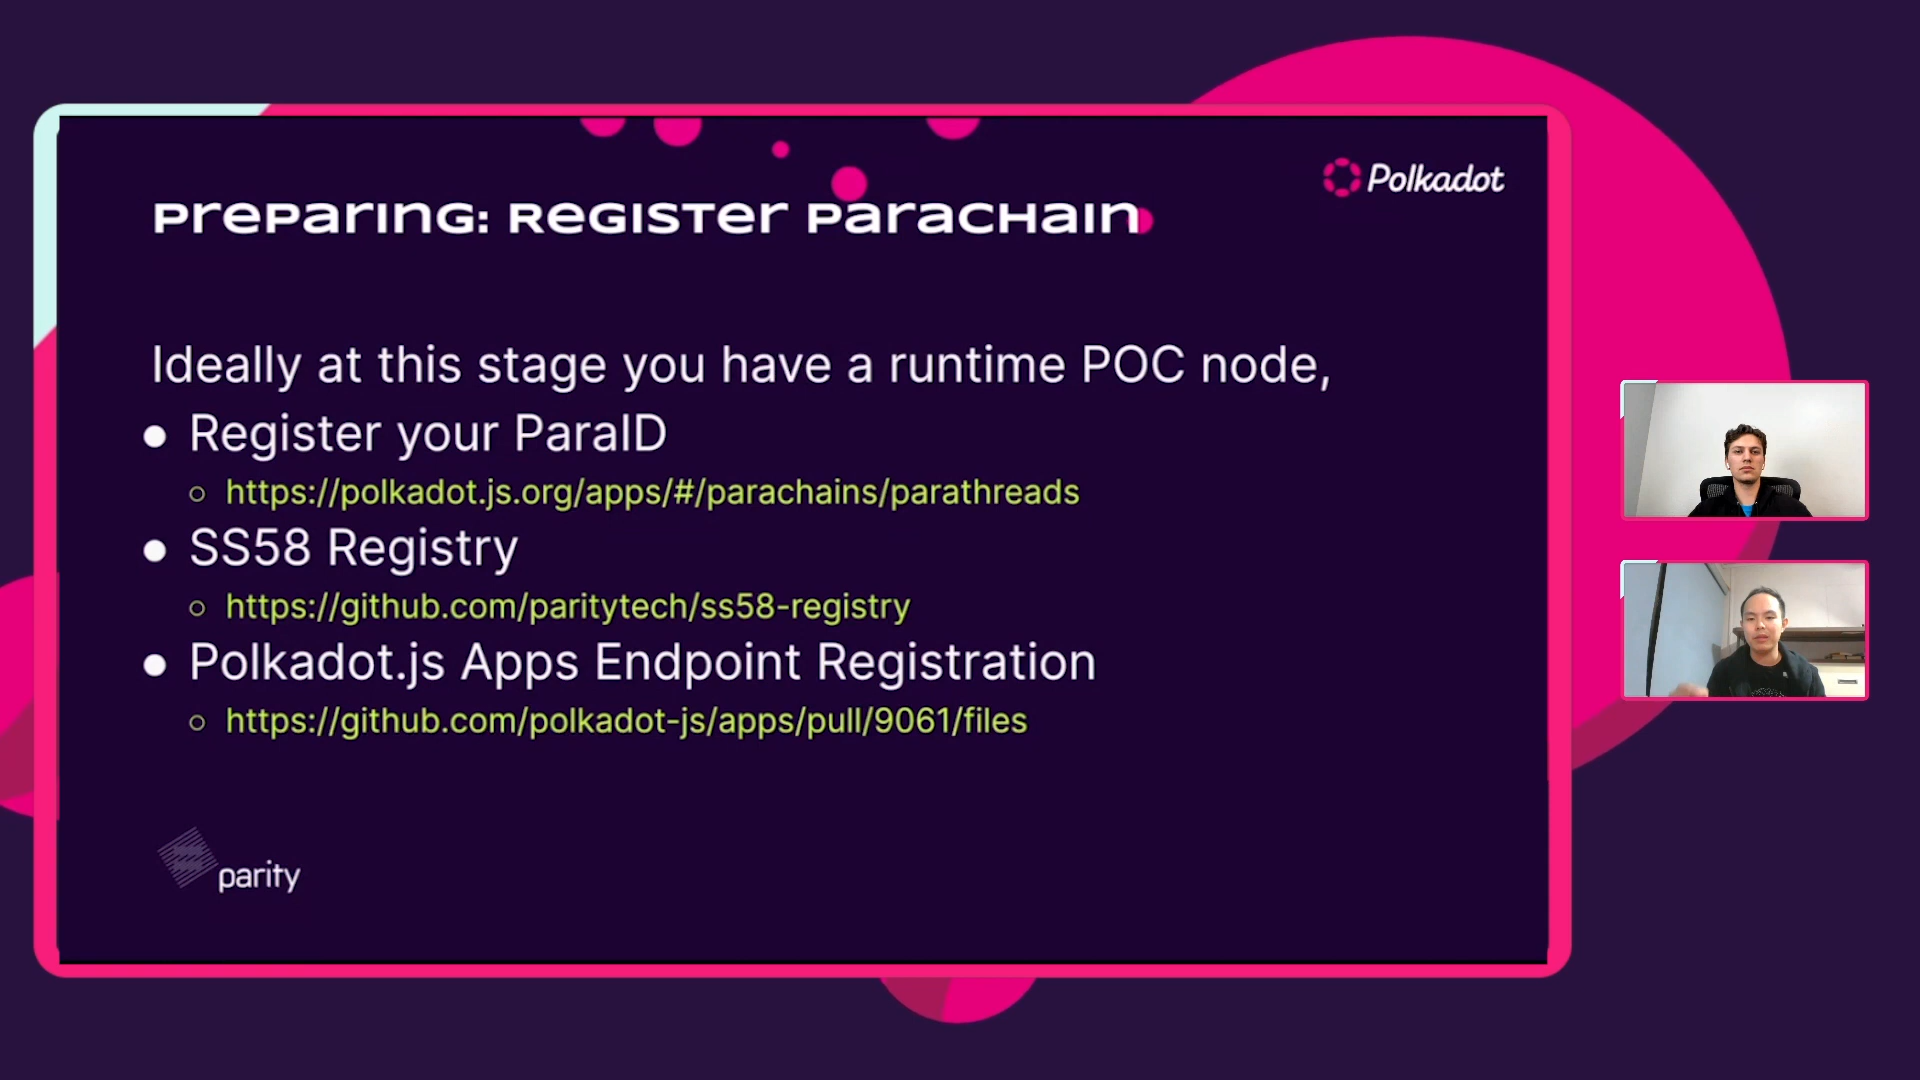 Preparing: Register Parachain
Polkadot
Ideally at this stage you have a runtime POC node,
● Register your ParaID
○ https://polkadot.js.org/apps/#/parachains/parathreads
● SS58 Registry
○ https://github.com/paritytech/ss58-registry
● Polkadot.js Apps Endpoint Registration
○ https://github.com/polkadot-js/apps/pull/9061/files
parity